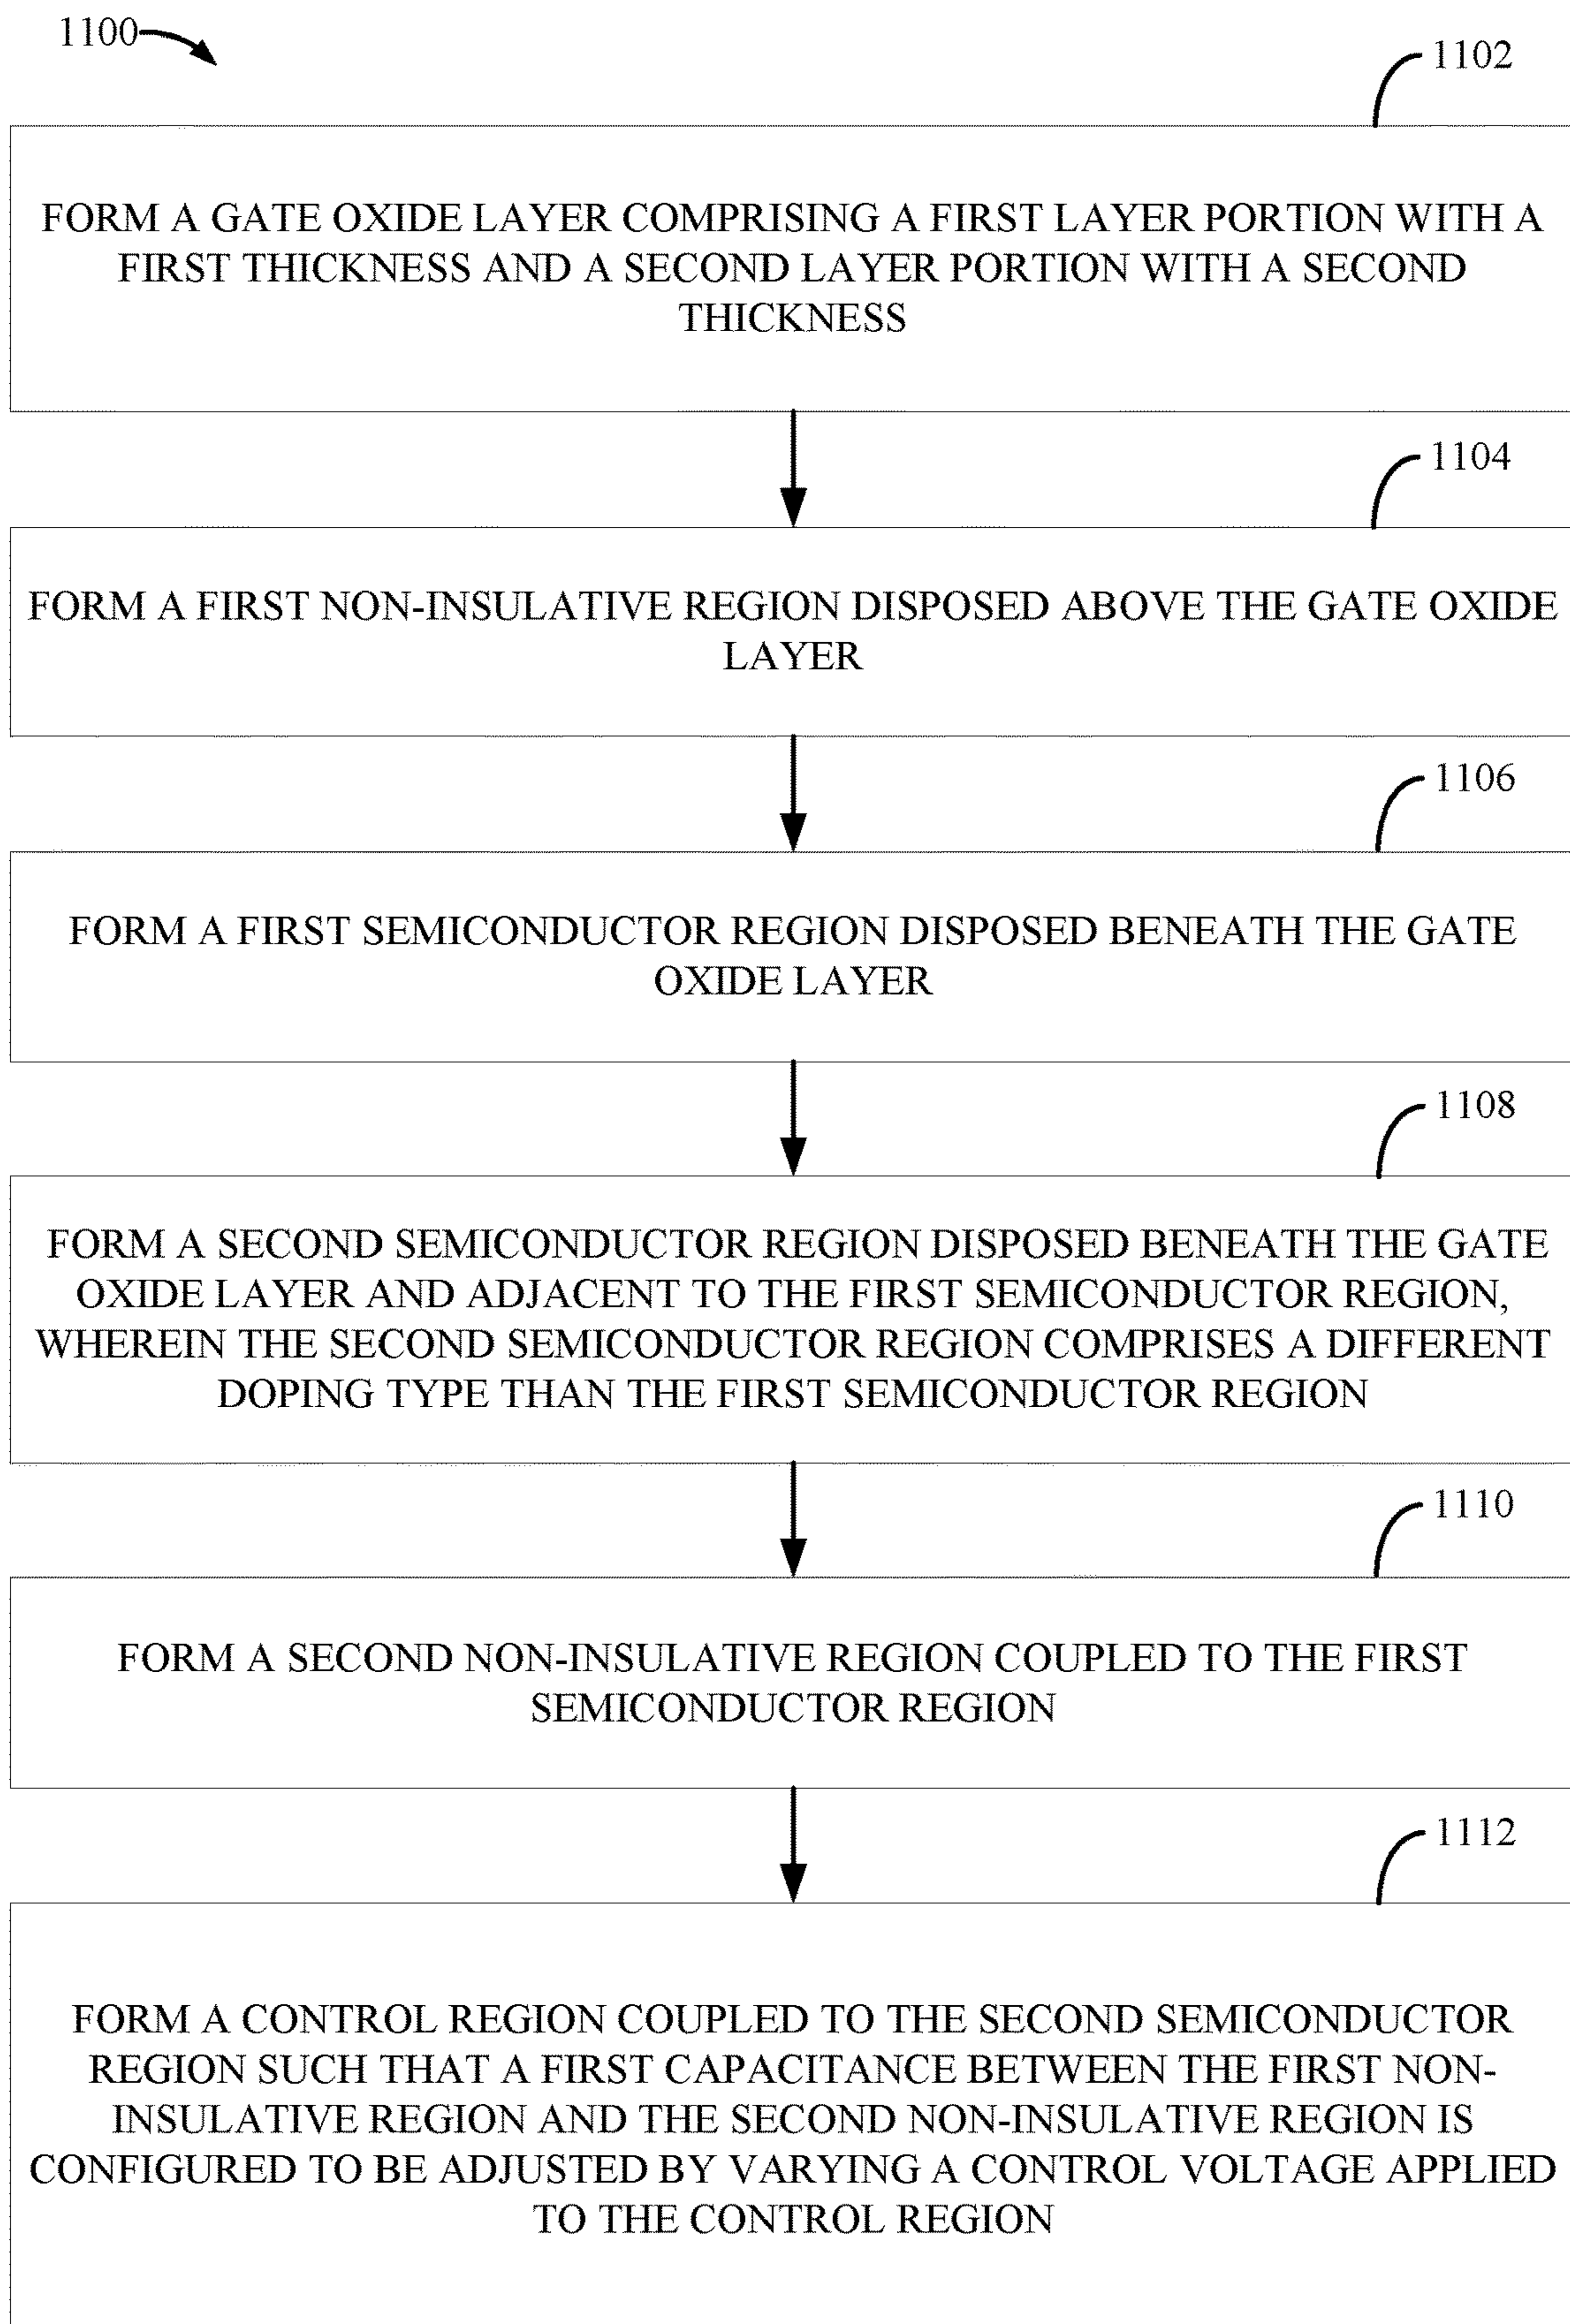 1100
1102
FORM A GATE OXIDE LAYER COMPRISING A FIRST LAYER PORTION WITH A
FIRST THICKNESS AND A SECOND LAYER PORTION WITH A SECOND
THICKNESS
1104
FORM A FIRST NON-INSULATIVE REGION DISPOSED ABOVE THE GATE OXIDE
LAYER
1106
FORM A FIRST SEMICONDUCTOR REGION DISPOSED BENEATH THE GATE
OXIDE LAYER
1108
FORM A SECOND SEMICONDUCTOR REGION DISPOSED BENEATH THE GATE
OXIDE LAYER AND ADJACENT TO THE FIRST SEMICONDUCTOR REGION,
WHEREIN THE SECOND SEMICONDUCTOR REGION COMPRISES A DIFFERENT
DOPING TYPE THAN THE FIRST SEMICONDUCTOR REGION
1110
FORM A SECOND NON-INSULATIVE REGION COUPLED TO THE FIRST
SEMICONDUCTOR REGION
1112
FORM A CONTROL REGION COUPLED TO THE SECOND SEMICONDUCTOR
REGION SUCH THAT A FIRST CAPACITANCE BETWEEN THE FIRST NON-
INSULATIVE REGION AND THE SECOND NON-INSULATIVE REGION IS
CONFIGURED TO BE ADJUSTED BY VARYING A CONTROL VOLTAGE APPLIED
TO THE CONTROL REGION